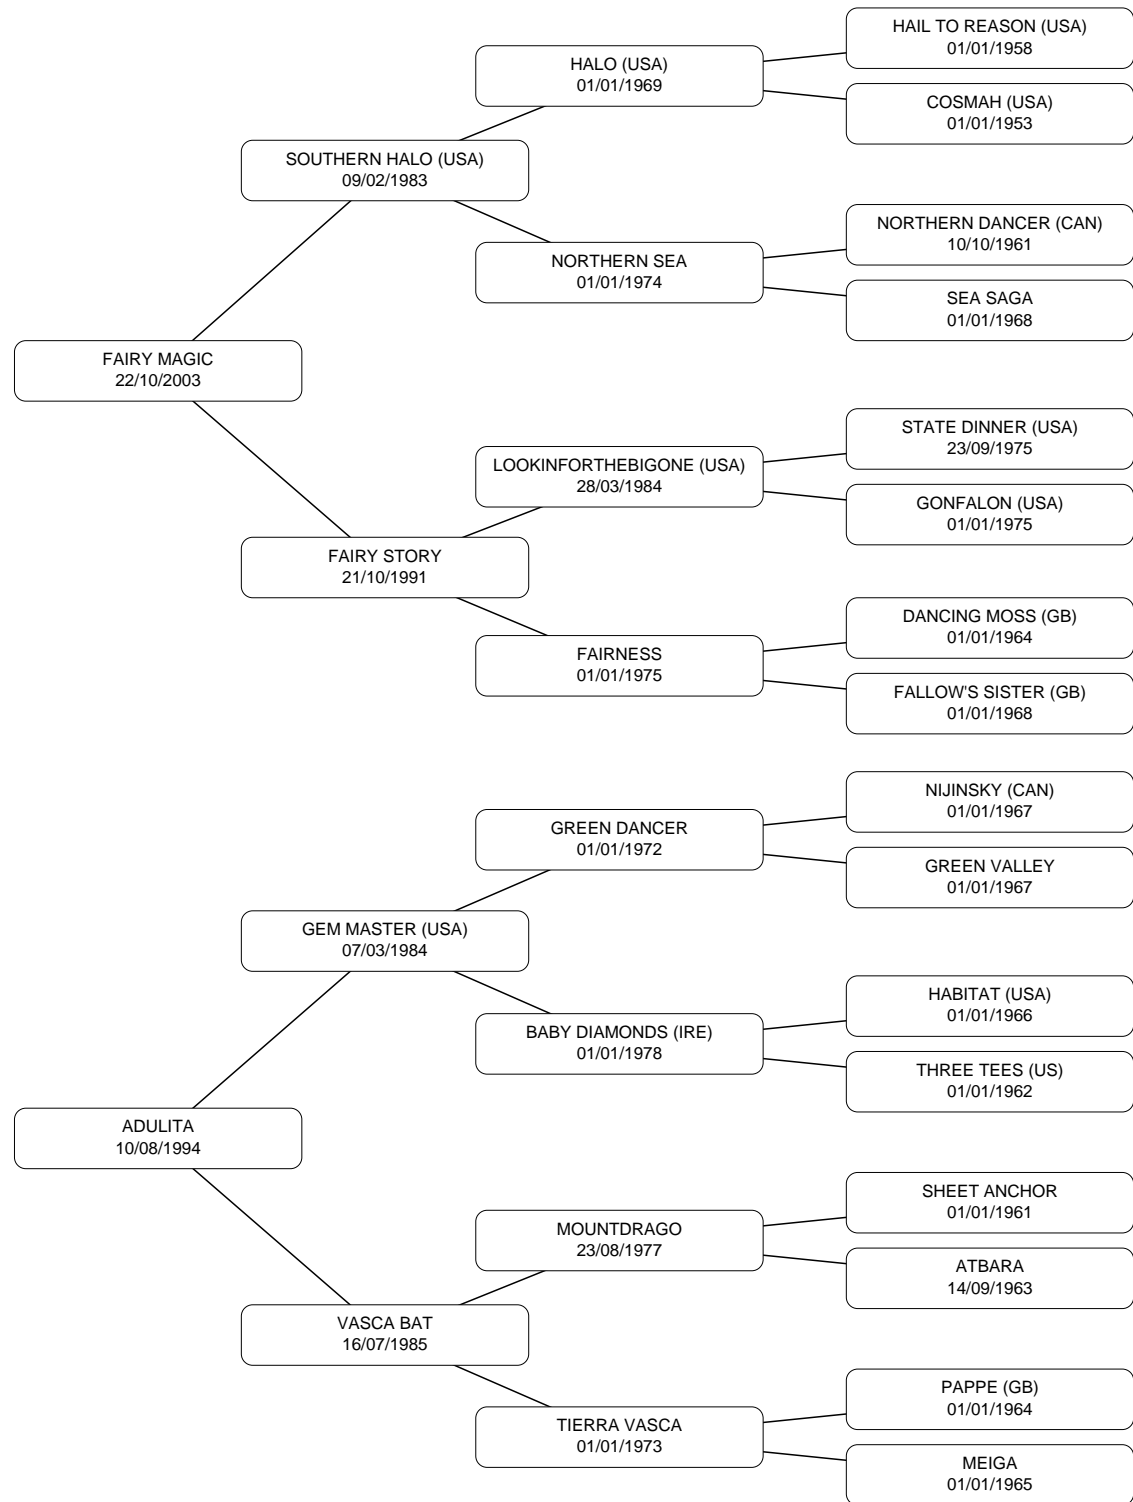 HAIL TO REASON (USA)
01/01/1958
HALO (USA)
01/01/1969
COSMAH (USA)
01/01/1953
SOUTHERN HALO (USA)
09/02/1983
NORTHERN DANCER (CAN)
10/10/1961
NORTHERN SEA
01/01/1974
SEA SAGA
01/01/1968
FAIRY MAGIC
22/10/2003
STATE DINNER (USA)
23/09/1975
LOOKINFORTHEBIGONE (USA)
28/03/1984
GONFALON (USA)
01/01/1975
FAIRY STORY
21/10/1991
DANCING MOSS (GB)
01/01/1964
FAIRNESS
01/01/1975
FALLOW'S SISTER (GB)
01/01/1968
NIJINSKY (CAN)
01/01/1967
GREEN DANCER
01/01/1972
GREEN VALLEY
01/01/1967
GEM MASTER (USA)
07/03/1984
HABITAT (USA)
01/01/1966
BABY DIAMONDS (IRE)
01/01/1978
THREE TEES (US)
01/01/1962
ADULITA
10/08/1994
SHEET ANCHOR
01/01/1961
MOUNTDRAGO
23/08/1977
ATBARA
14/09/1963
VASCA BAT
16/07/1985
PAPPE (GB)
01/01/1964
TIERRA VASCA
01/01/1973
MEIGA
01/01/1965